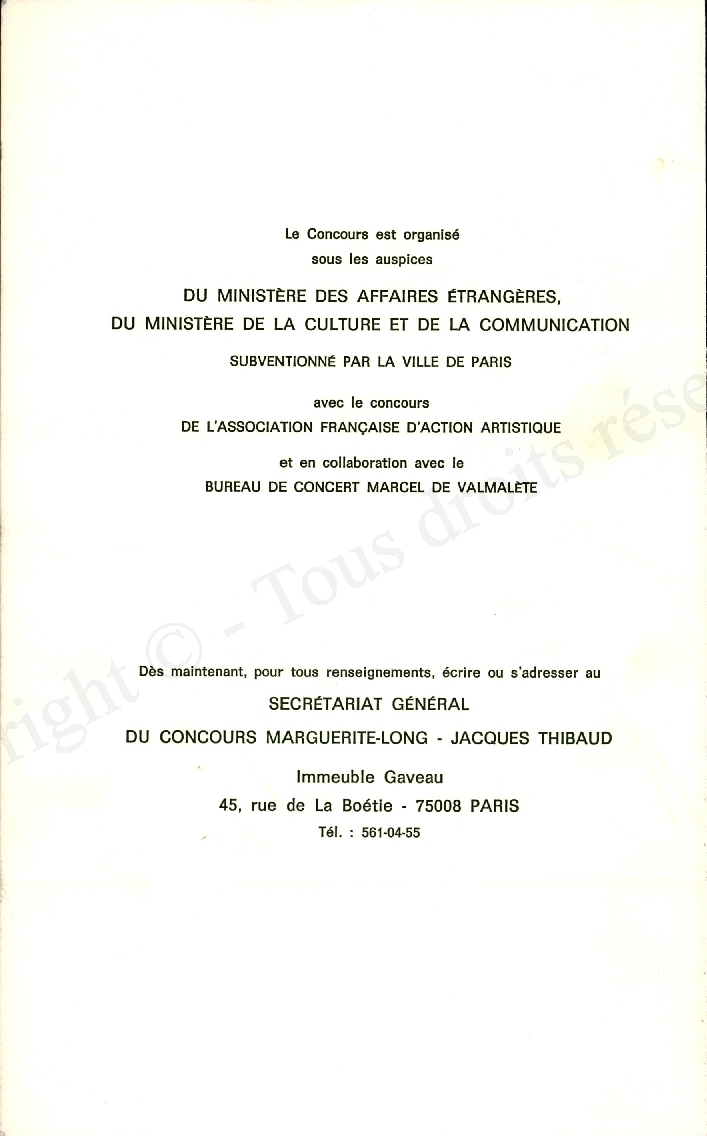 Le Concours est organisé
sous les auspices
DU MINISTÈRE DES AFFAIRES ÉTRANGÈRES,
DU MINISTÈRE DE LA CULTURE ET DE LA COMMUNICATION
SUBVENTIONNÉ PAR LA VILLE DE PARIS
avec le concours
DE L'ASSOCIATION FRANÇAISE D'ACTION ARTISTIQUE
et en collaboration avec le
BUREAU DE CONCERT MARCEL DE VALMALÈTE
right © - Tous droits rése
Dès maintenant, pour tous renseignements, écrire ou s'adresser au
SECRÉTARIAT GÉNÉRAL
DU CONCOURS MARGUERITE-LONG - JACQUES THIBAUD
Immeuble Gaveau
45, rue de La Boétie - 75008 PARIS
Tél. : 561-04-55